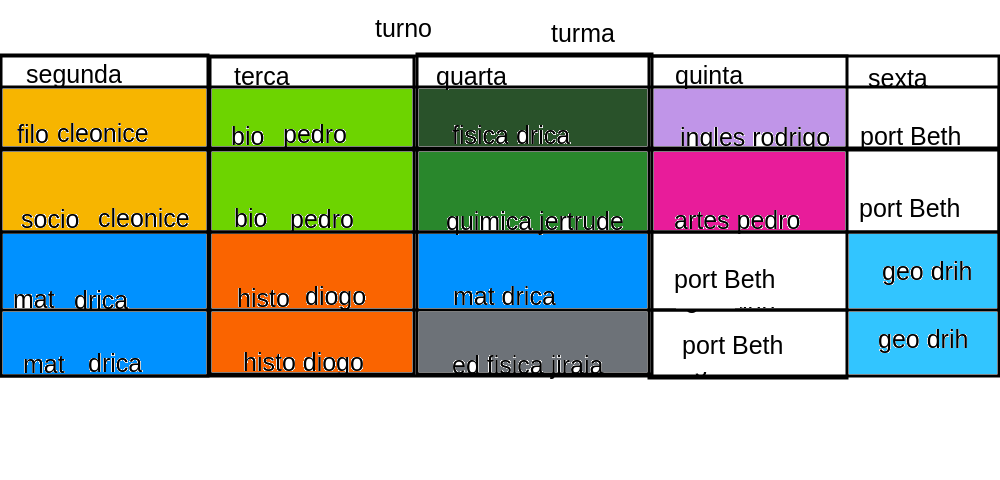 turno turma
segunda terca quarta quinta sexta
filo cleonice bio pedro fisica drica ingles rodrigo port Beth
socio cleonice bio pedro quimica jertrude artes pedro port Beth
mat drica histo diogo mat drica port Beth geo drih
mat drica histo diogo ed fisica jiraia port Beth geo drih